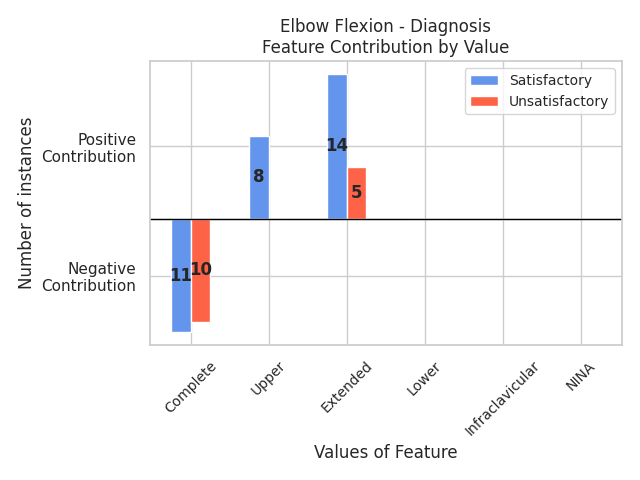 Elbow Flexion - Diagnosis
Feature Contribution by Value
Satisfactory
Unsatisfactory
Number of instances
Positive
Contribution
Negative
Contribution
8
14
5
11
10
Complete
Upper
Extended
Lower
Infraclavicular
NINA
Values of Feature